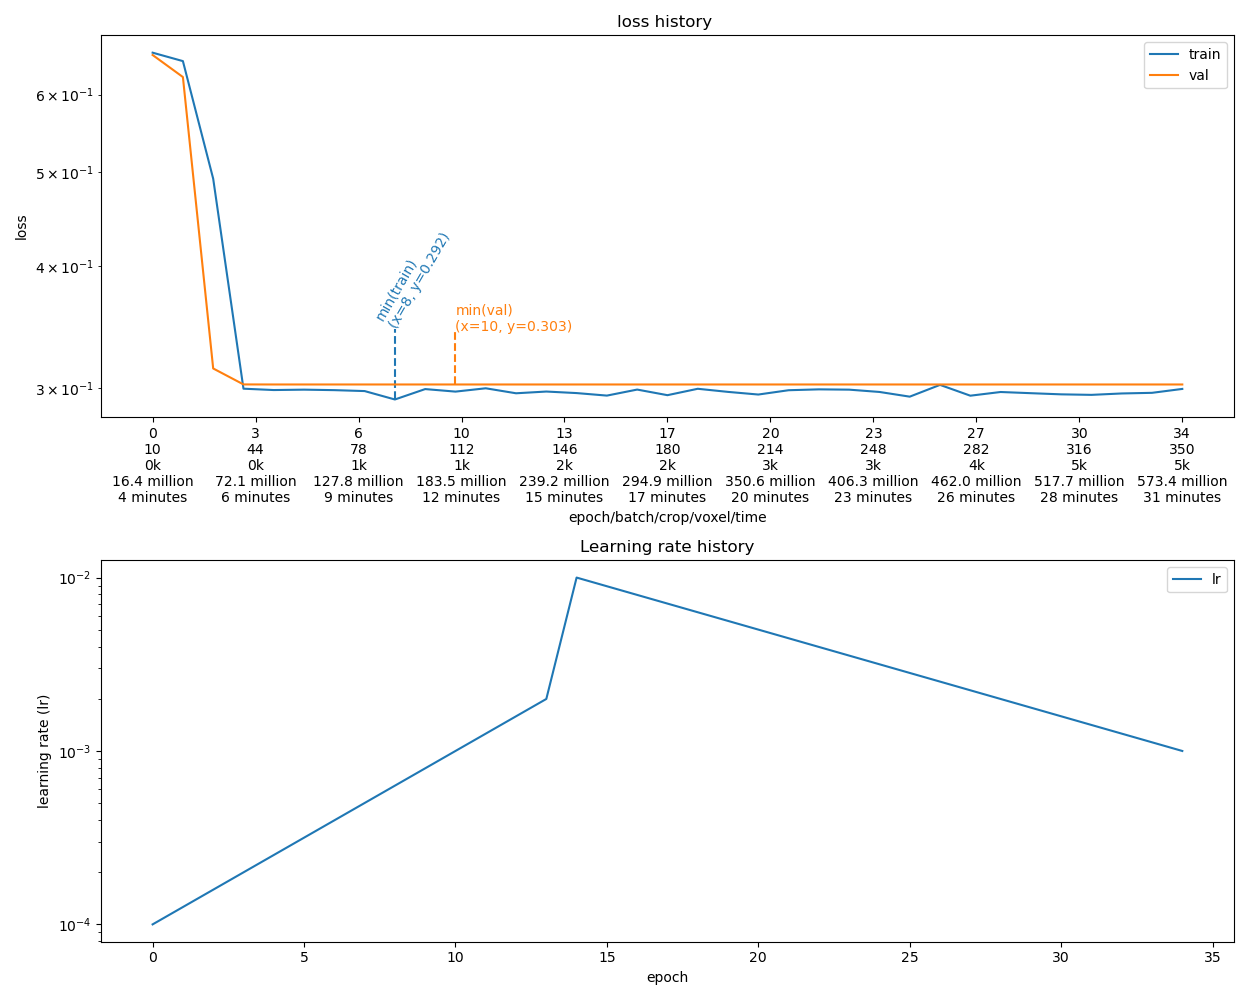 loss history
train
val
6 × 10⁻¹
5 × 10⁻¹
4 × 10⁻¹
3 × 10⁻¹
loss
min(train)
(x=8, y=0.292)
min(val)
(x=10, y=0.303)
0 3 6 10 13 17 20 23 27 30 34
10 44 78 112 146 180 214 248 282 316 350
0k 0k 1k 1k 2k 2k 3k 3k 4k 5k 5k
16.4 million 72.1 million 127.8 million 183.5 million 239.2 million 294.9 million 350.6 million 406.3 million 462.0 million 517.7 million 573.4 million
4 minutes 6 minutes 9 minutes 12 minutes 15 minutes 17 minutes 20 minutes 23 minutes 26 minutes 28 minutes 31 minutes
epoch/batch/crop/voxel/time
Learning rate history
lr
10⁻²
10⁻³
10⁻⁴
learning rate (lr)
0 5 10 15 20 25 30 35
epoch